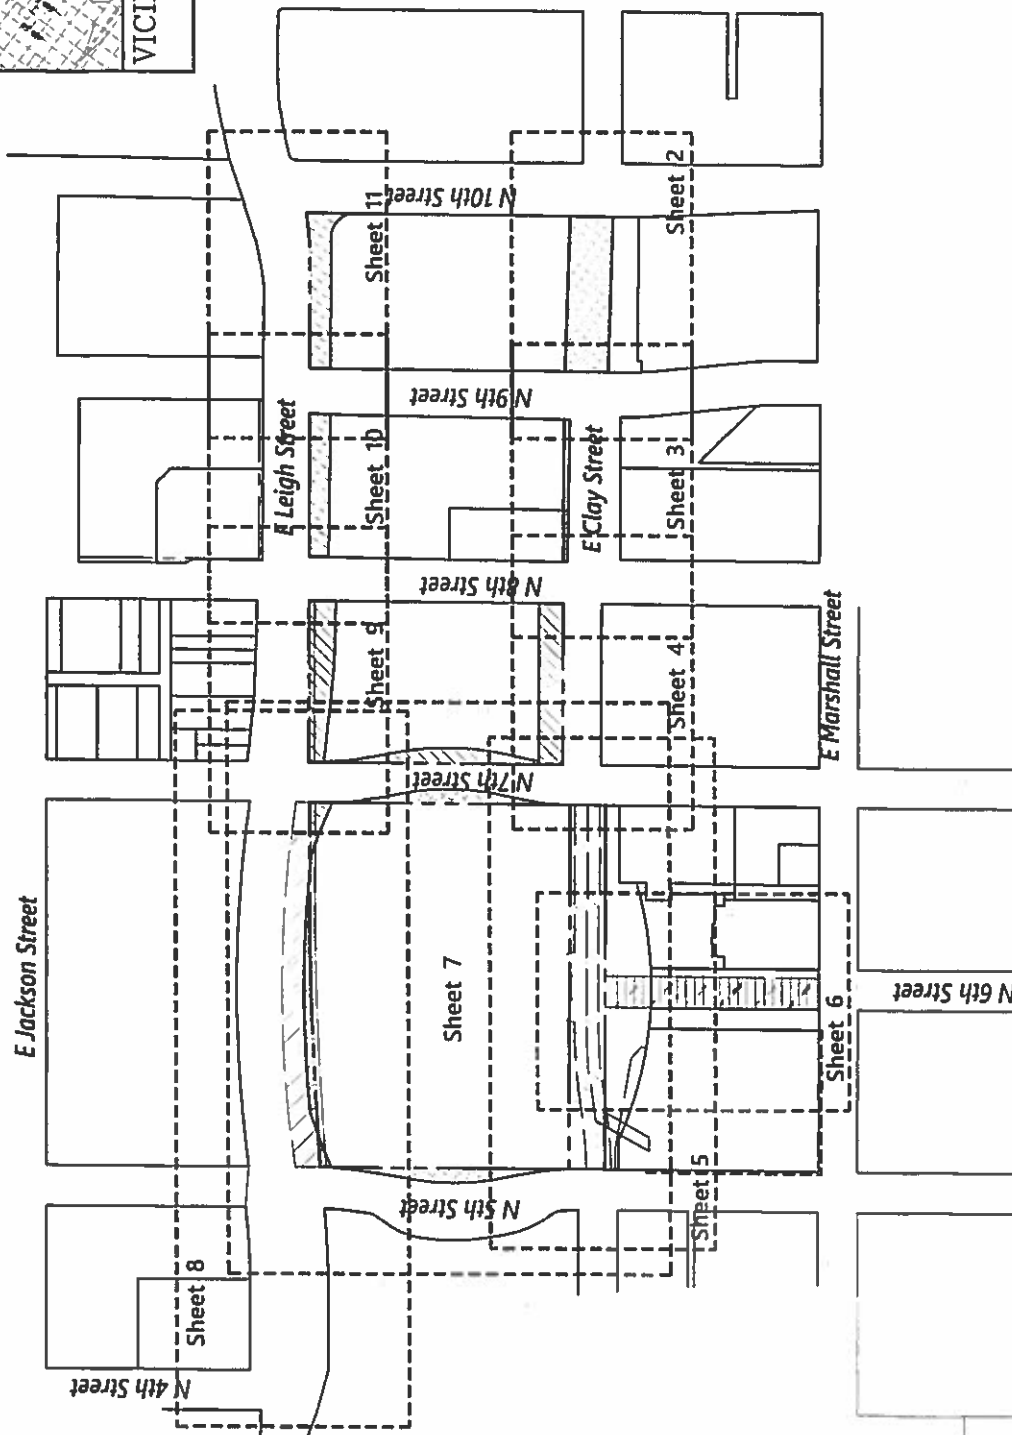 VICI
N 10th Street
Sheet 11
Sheet 2
N 9th Street
E Leigh Street
Sheet 10
E Clay Street
Sheet 3
N 8th Street
Sheet 9
Sheet 4
E Marshall Street
N 7th Street
E Jackson Street
Sheet 7
Sheet 6
N 6th Street
N 5th Street
Sheet 5
Sheet 8
N 4th Street